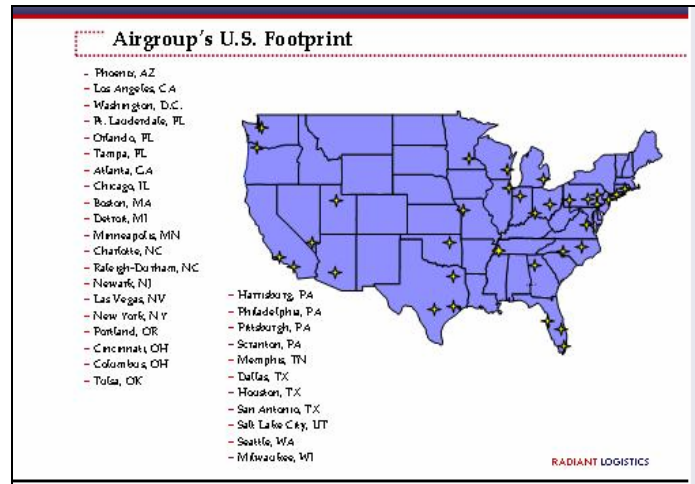 Airgroup's U.S. Footprint
– Phoenix, AZ
– Los Angeles, CA
– Washington, D.C.
– Ft. Lauderdale, FL
– Orlando, FL
– Tampa, FL
– Atlanta, GA
– Chicago, IL
– Boston, MA
– Detroit, MI
– Minneapolis, MN
– Charlotte, NC
– Raleigh-Durham, NC
– Newark, NJ
– Las Vegas, NV
– New York, NY
– Portland, OR
– Cincinnati, OH
– Columbus, OH
– Tulsa, OK
– Harrisburg, PA
– Philadelphia, PA
– Pittsburgh, PA
– Scranton, PA
– Memphis, TN
– Dallas, TX
– Houston, TX
– San Antonio, TX
– Salt Lake City, UT
– Seattle, WA
– Milwaukee, WI
RADIANT LOGISTICS